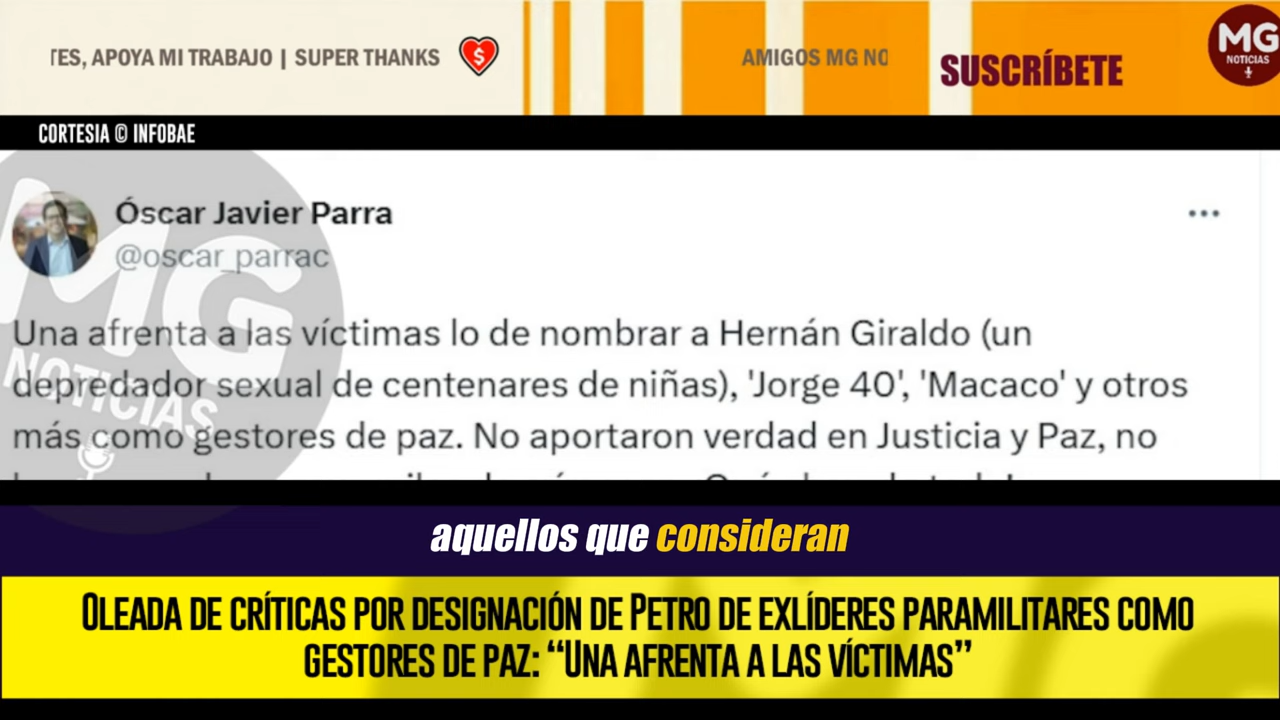 TES, APOYA MI TRABAJO | SUPER THANKS
AMIGOS MG NO
SUSCRÍBETE
MG
NOTICIAS
CORTESIA © INFOBAE
Óscar Javier Parra
@oscar_parrac
Una afrenta a las víctimas lo de nombrar a Hernán Giraldo (un
depredador sexual de centenares de niñas), 'Jorge 40', 'Macaco' y otros
más como gestores de paz. No aportaron verdad en Justicia y Paz, no
MG
NOTICIAS
aquellos que consideran
OLEADA DE CRÍTICAS POR DESIGNACIÓN DE PETRO DE EXLÍDERES PARAMILITARES COMO
GESTORES DE PAZ: “UNA AFRENTA A LAS VÍCTIMAS”